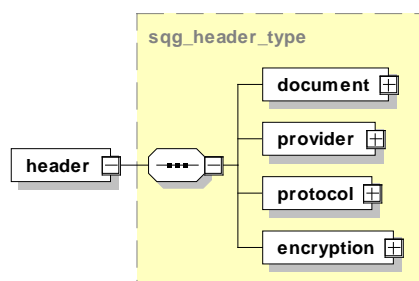 sqg_header_type
document
provider
header
protocol
encryption